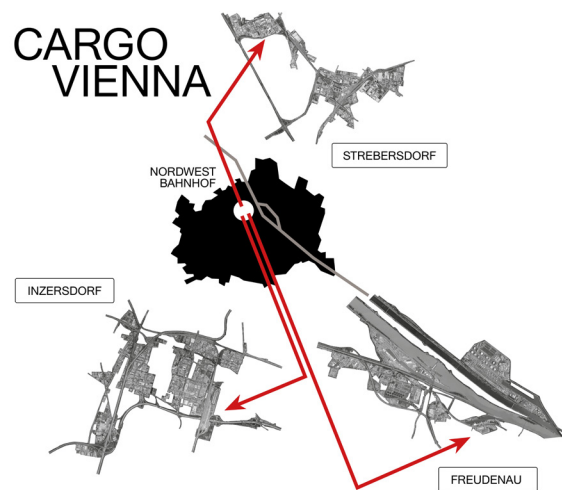 CARGO
VIENNA
STREBERSDORF
NORDWEST
BAHNHOF
INZERSDORF
FREUDENAU